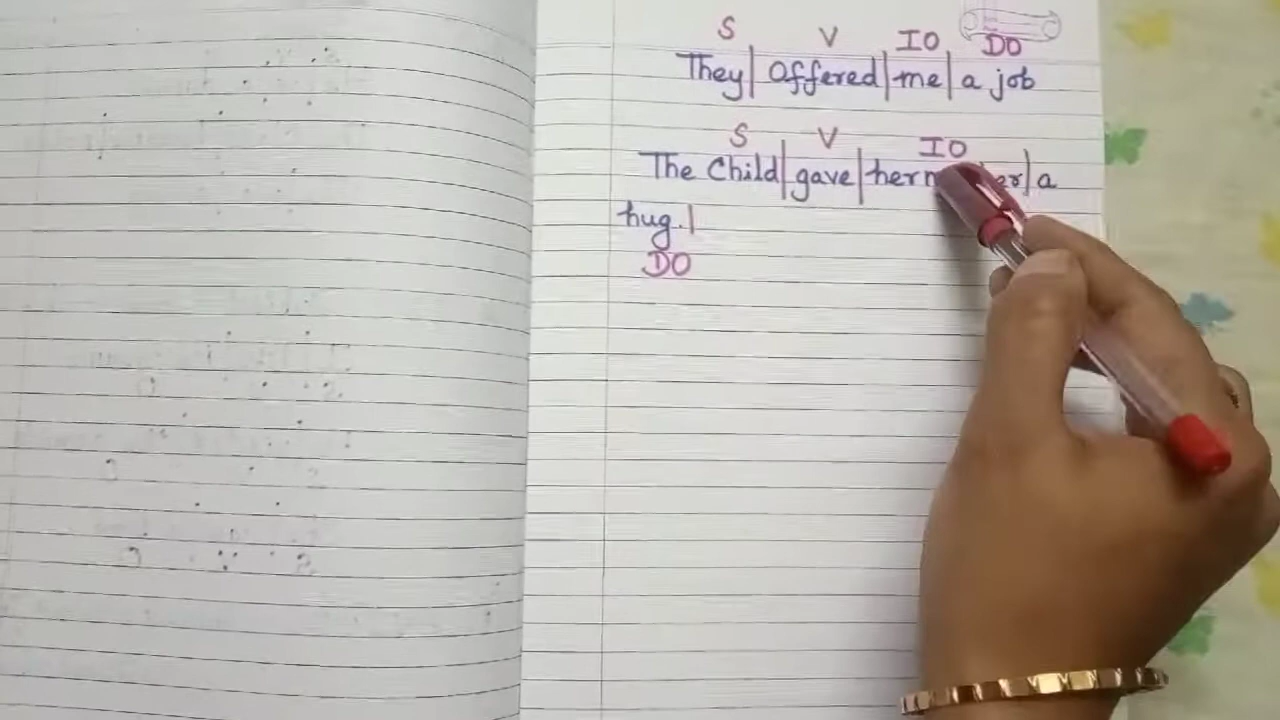 S V IO DO
They| Offered| me| a job
S V IO
The Child| gave| her |a
hug.|
DO